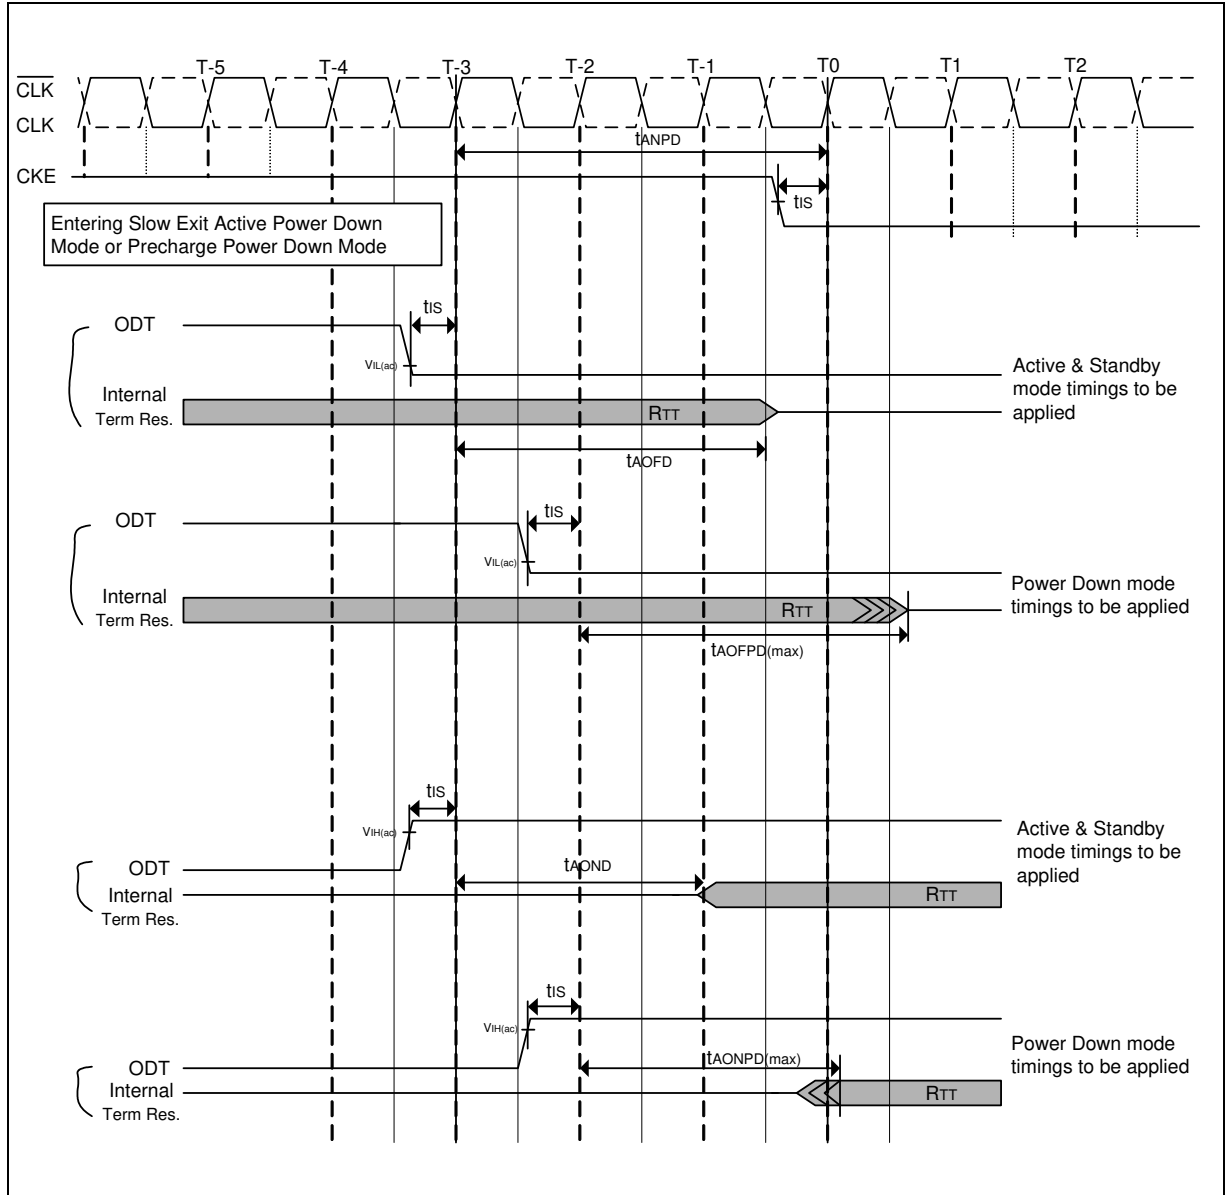 T-5 T-4 T-3 T-2 T-1 T0 T1 T2
CLK
CLK
tANPD
CKE
tIS
Entering Slow Exit Active Power Down
Mode or Precharge Power Down Mode
tIS
ODT
VIL(ac)
Active & Standby
mode timings to be
applied
Internal
Term Res.
RTT
tAOFD
ODT
tIS
VIL(ac)
Power Down mode
timings to be applied
Internal
Term Res.
RTT
tAOFPD(max)
tIS
VIH(ac)
Active & Standby
mode timings to be
applied
ODT
tAOND
Internal
Term Res.
RTT
tIS
VIH(ac)
Power Down mode
timings to be applied
ODT
tAONPD(max)
Internal
Term Res.
RTT